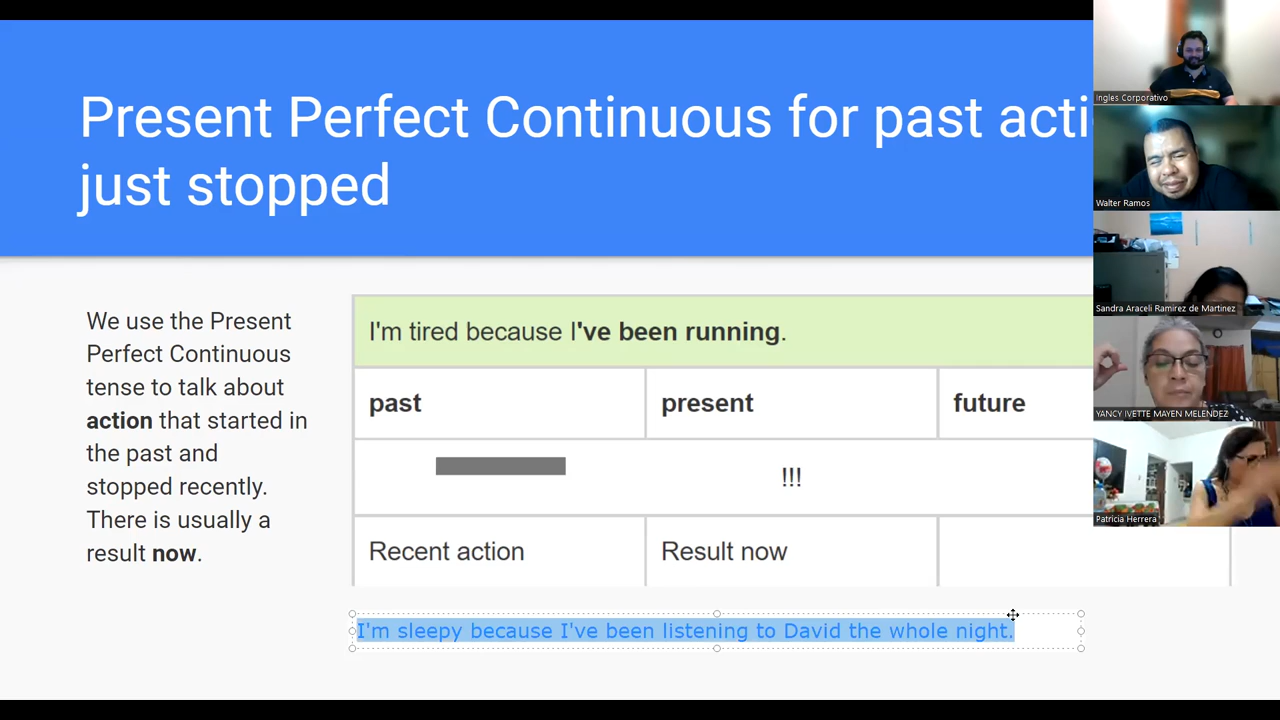 Present Perfect Continuous for past acti
just stopped
We use the Present
Perfect Continuous
tense to talk about
action that started in
the past and
stopped recently.
There is usually a
result now.
I'm tired because I've been running.
past present future
!!!
Recent action Result now
I'm sleepy because I've been listening to David the whole night.
Ingles Corporativo
Walter Ramos
Sandra Araceli Ramirez de Martinez
YANCY IVETTE MAYEN MELENDEZ
Patricia Herrera